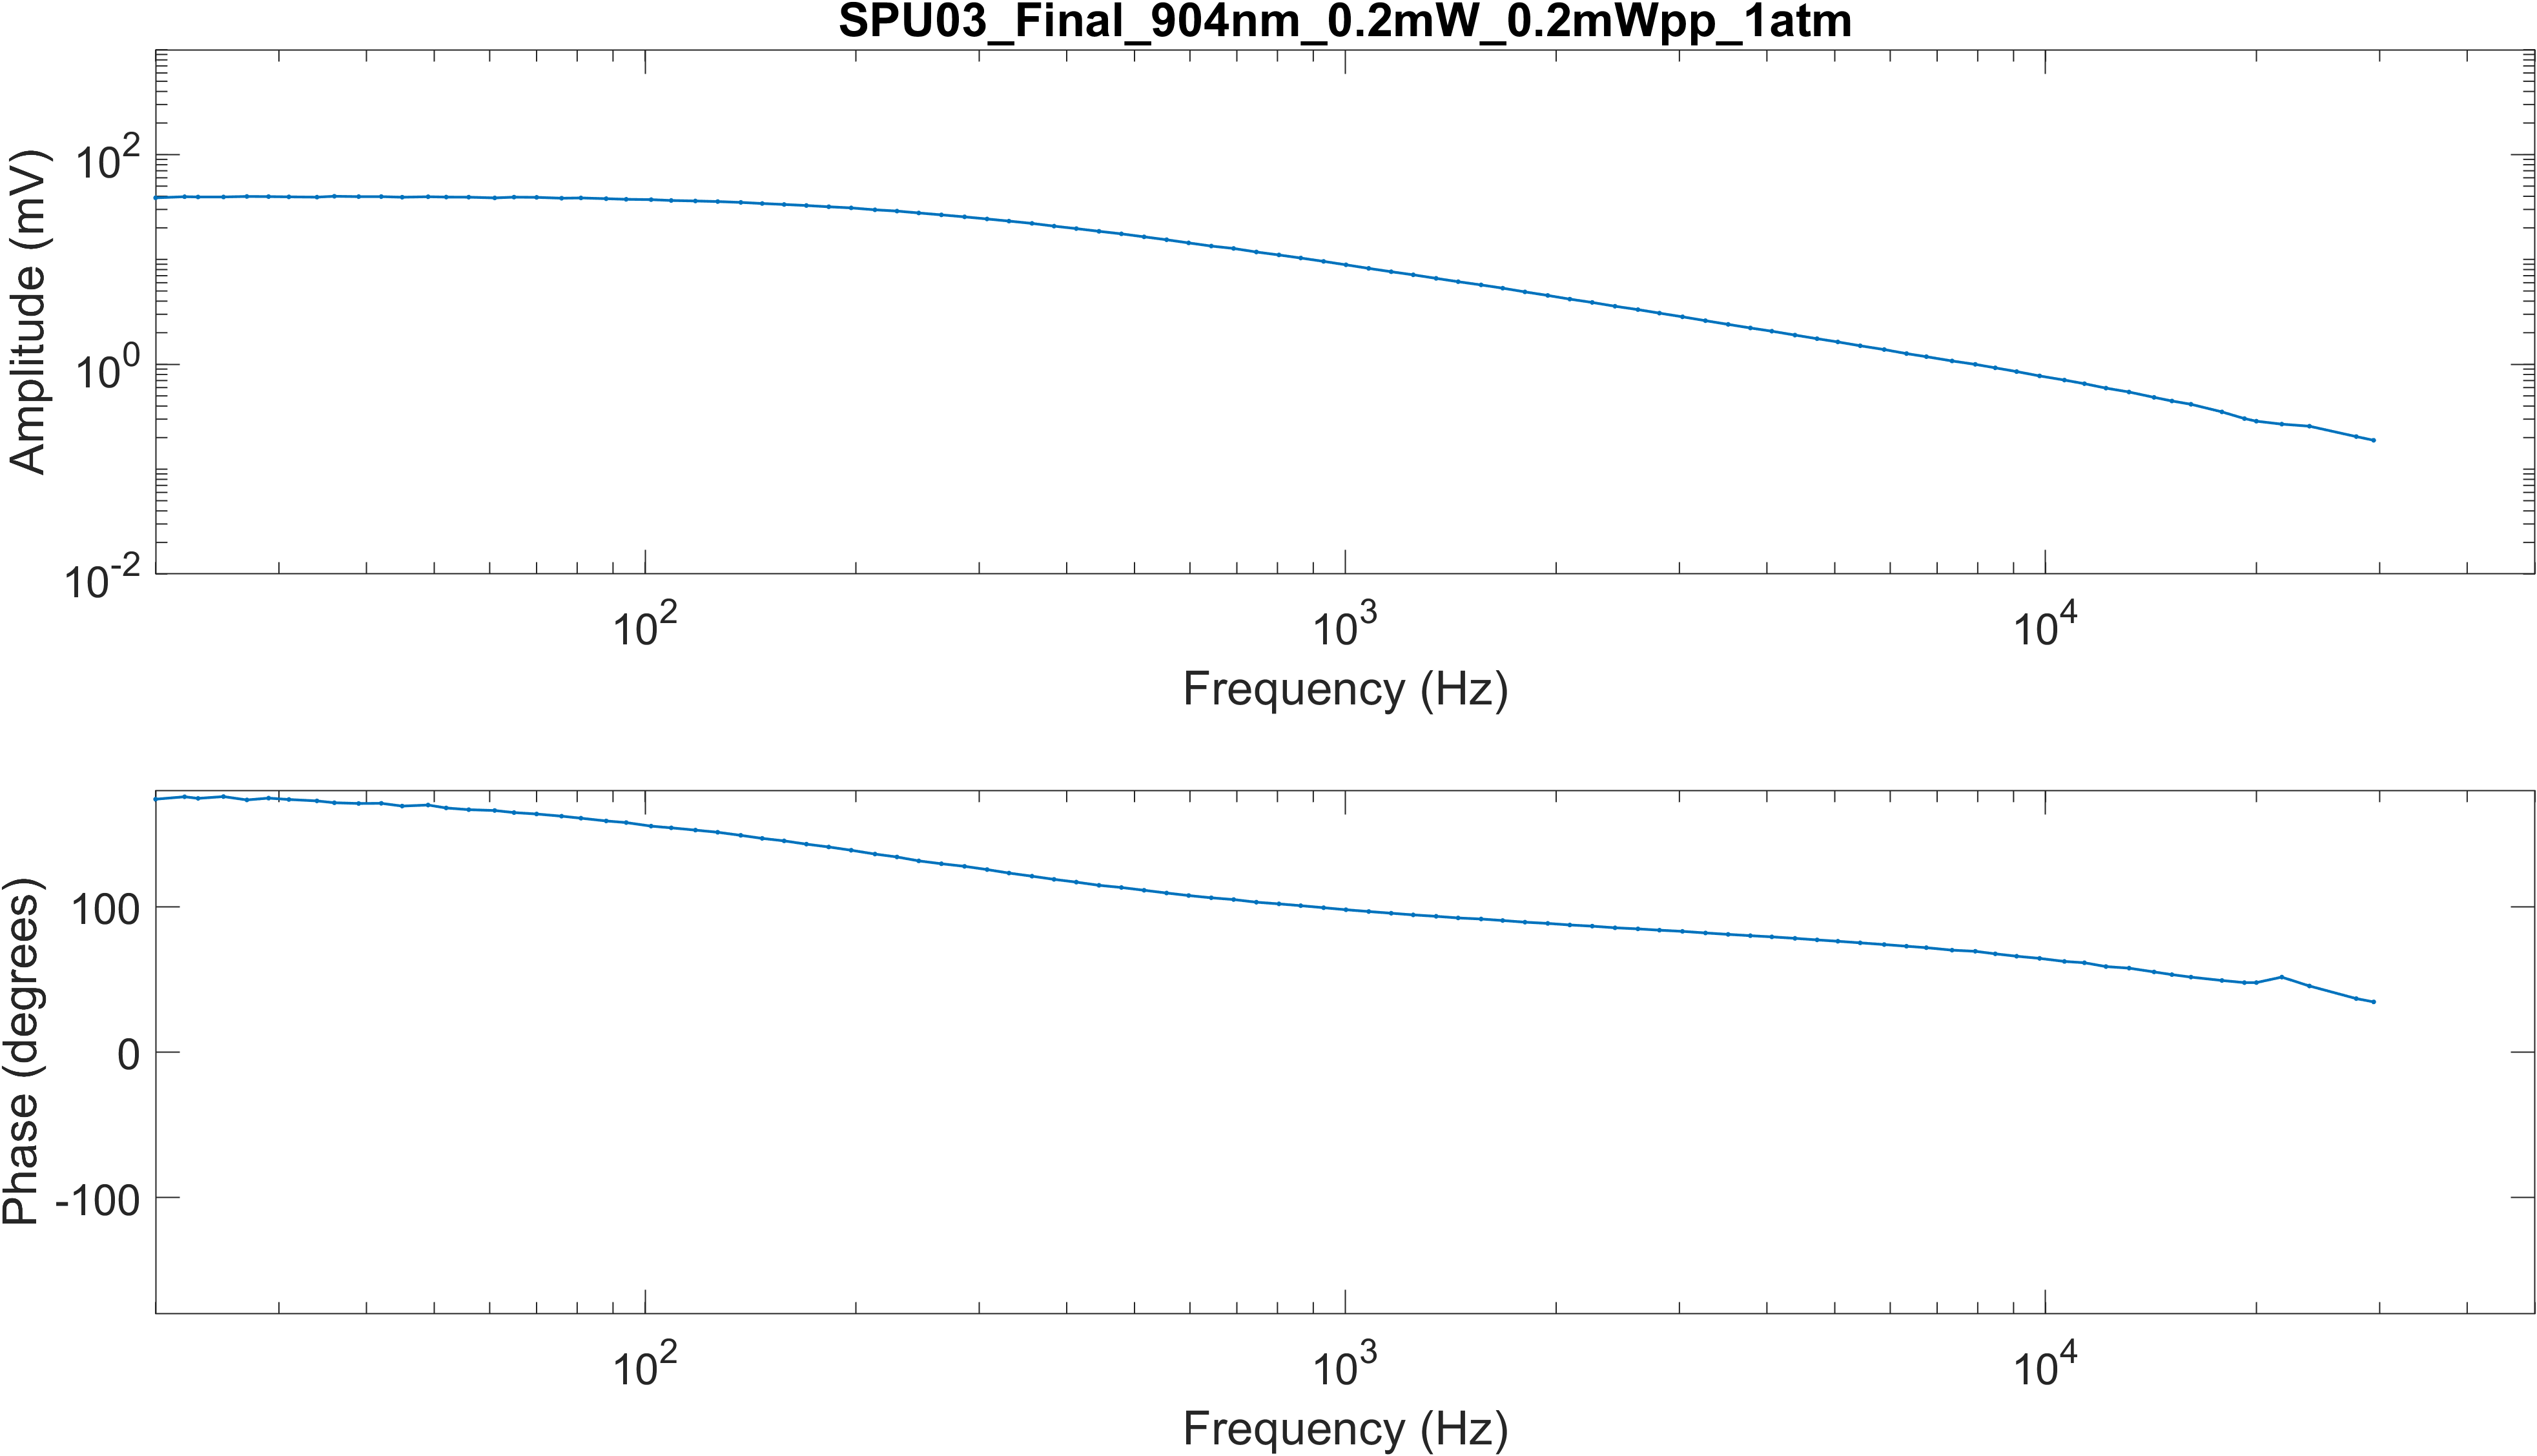 SPU03_Final_904nm_0.2mW_0.2mWpp_1atm
Amplitude (mV)
10^2
10^0
10^-2
10^2 10^3 10^4
Frequency (Hz)
Phase (degrees)
100
0
-100
10^2 10^3 10^4
Frequency (Hz)